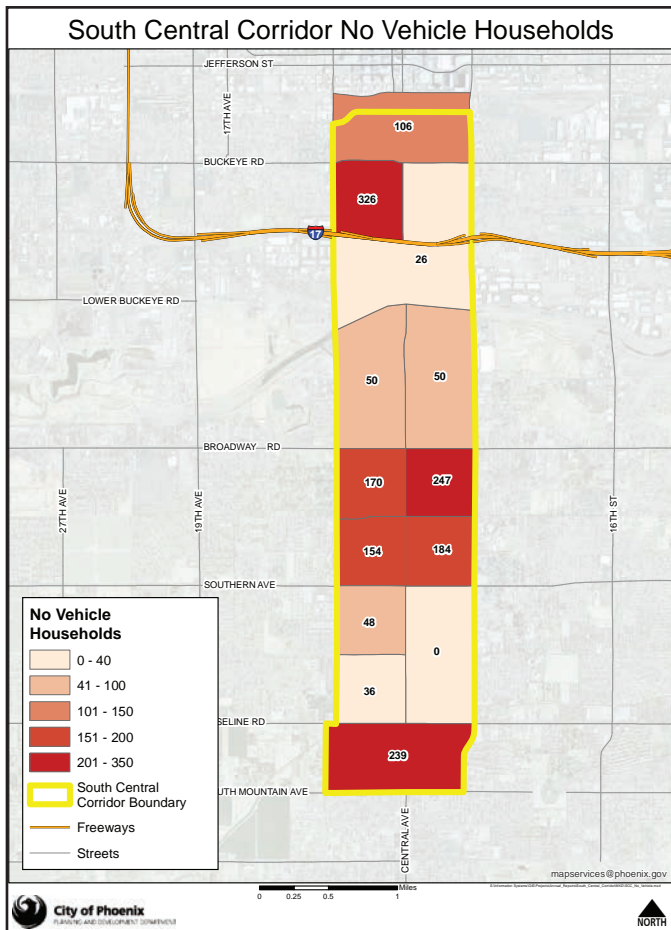 South Central Corridor No Vehicle Households
JEFFERSON ST
17TH AVE
106
BUCKEYE RD
326
17
26
LOWER BUCKEYE RD
50
50
BROADWAY RD
170
247
27TH AVE
19TH AVE
16TH ST
154
184
SOUTHERN AVE
48
0
36
SELINE RD
239
UTH MOUNTAIN AVE
CENTRAL AVE
No Vehicle
Households
0 - 40
41 - 100
101 - 150
151 - 200
201 - 350
South Central
Corridor Boundary
Freeways
Streets
mapservices@phoenix.gov
0 0.25 0.5 1
Miles
City of Phoenix
PLANNING AND DEVELOPMENT DEPARTMENT
NORTH